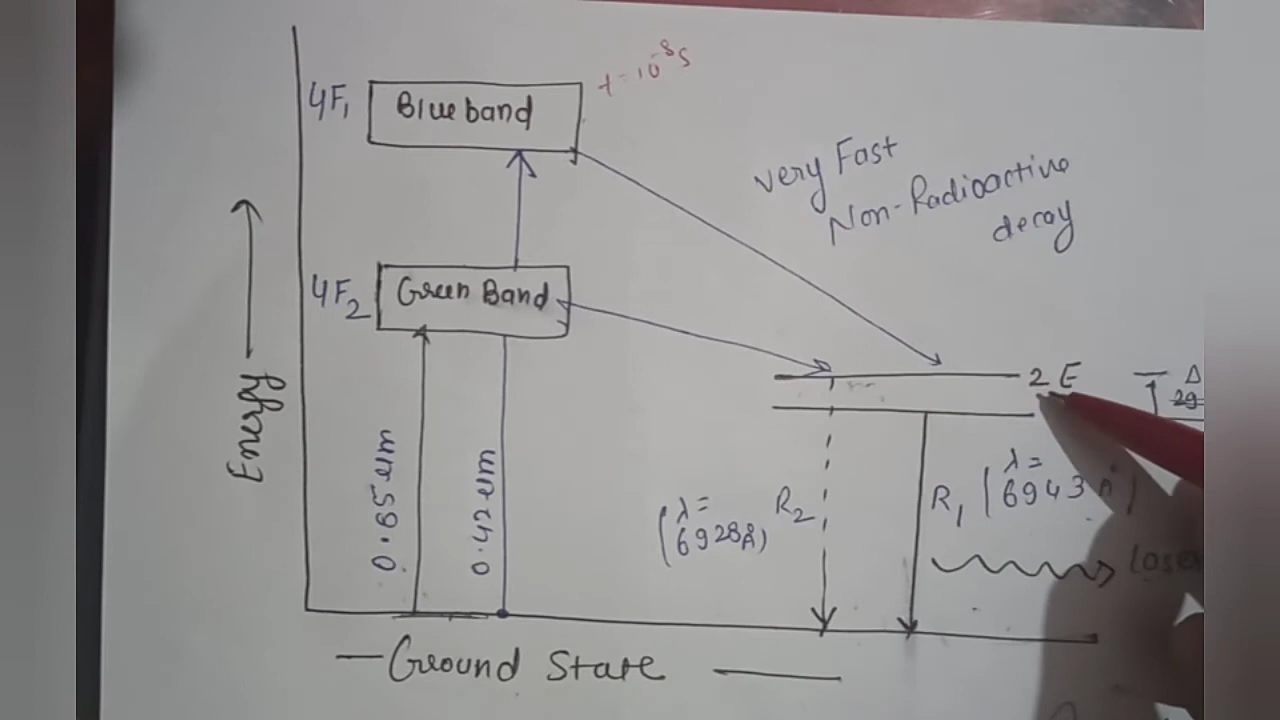 4F₁
Blue band
t = 10⁻⁸s
Very Fast
Non-Radioactive
decay
4F₂
Green Band
Energy
2E
Δ
0.65 um
0.42 um
(λ=
6928Å)
R₂
R₁
(λ=
6943
Ground State